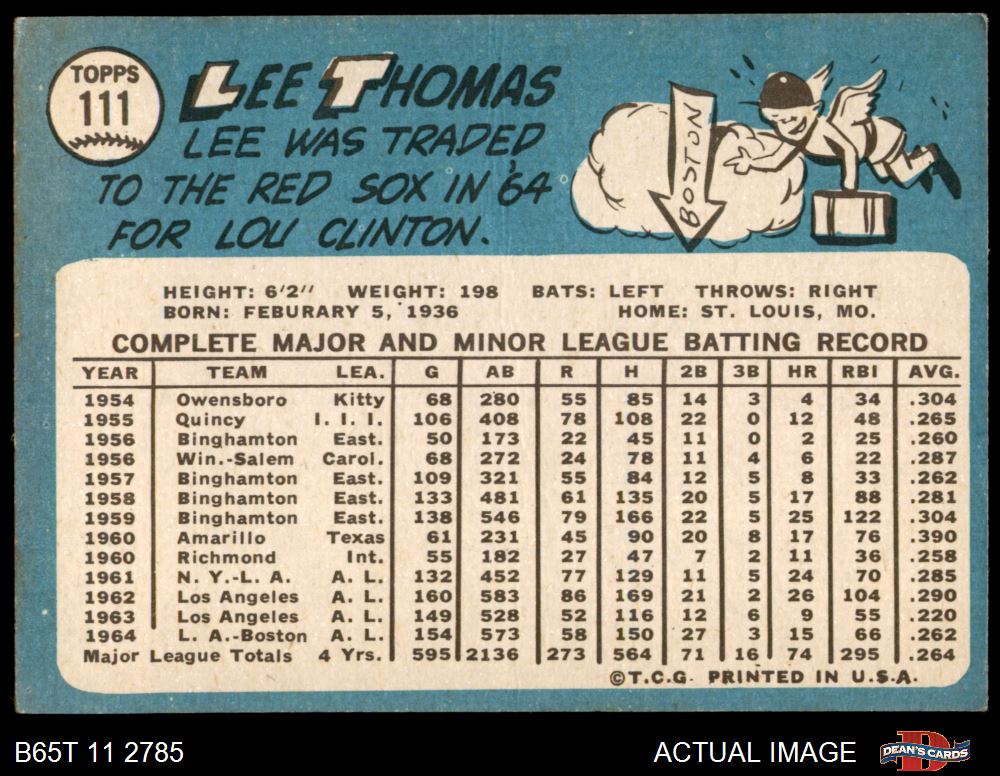 TOPPS
111
LEE THOMAS
LEE WAS TRADED
TO THE RED SOX IN '64
FOR LOU CLINTON.
BOSTON
HEIGHT: 6'2" WEIGHT: 198 BATS: LEFT THROWS: RIGHT
BORN: FEBURARY 5, 1936 HOME: ST. LOUIS, MO.
COMPLETE MAJOR AND MINOR LEAGUE BATTING RECORD
YEAR TEAM LEA. G AB R H 2B 3B HR RBI AVG.
1954 Owensboro Kitty 68 280 55 85 14 3 4 34 .304
1955 Quincy I. I. I. 106 408 78 108 22 0 12 48 .265
1956 Binghamton East. 50 173 22 45 11 0 2 25 .260
1956 Win.-Salem Carol. 68 272 24 78 11 4 6 22 .287
1957 Binghamton East. 109 321 55 84 12 5 8 33 .262
1958 Binghamton East. 133 481 61 135 20 5 17 88 .281
1959 Binghamton East. 138 546 79 166 22 5 25 122 .304
1960 Amarillo Texas 61 231 45 90 20 8 17 76 .390
1960 Richmond Int. 55 182 27 47 7 2 11 36 .258
1961 N. Y.-L. A. A. L. 132 452 77 129 11 5 24 70 .285
1962 Los Angeles A. L. 160 583 86 169 21 2 26 104 .290
1963 Los Angeles A. L. 149 528 52 116 12 6 9 55 .220
1964 L. A.-Boston A. L. 154 573 58 150 27 3 15 66 .262
Major League Totals 4 Yrs. 595 2136 273 564 71 16 74 295 .264
©T.C.G. PRINTED IN U.S.A.
B65T 11 2785 ACTUAL IMAGE
DEAN'S CARDS